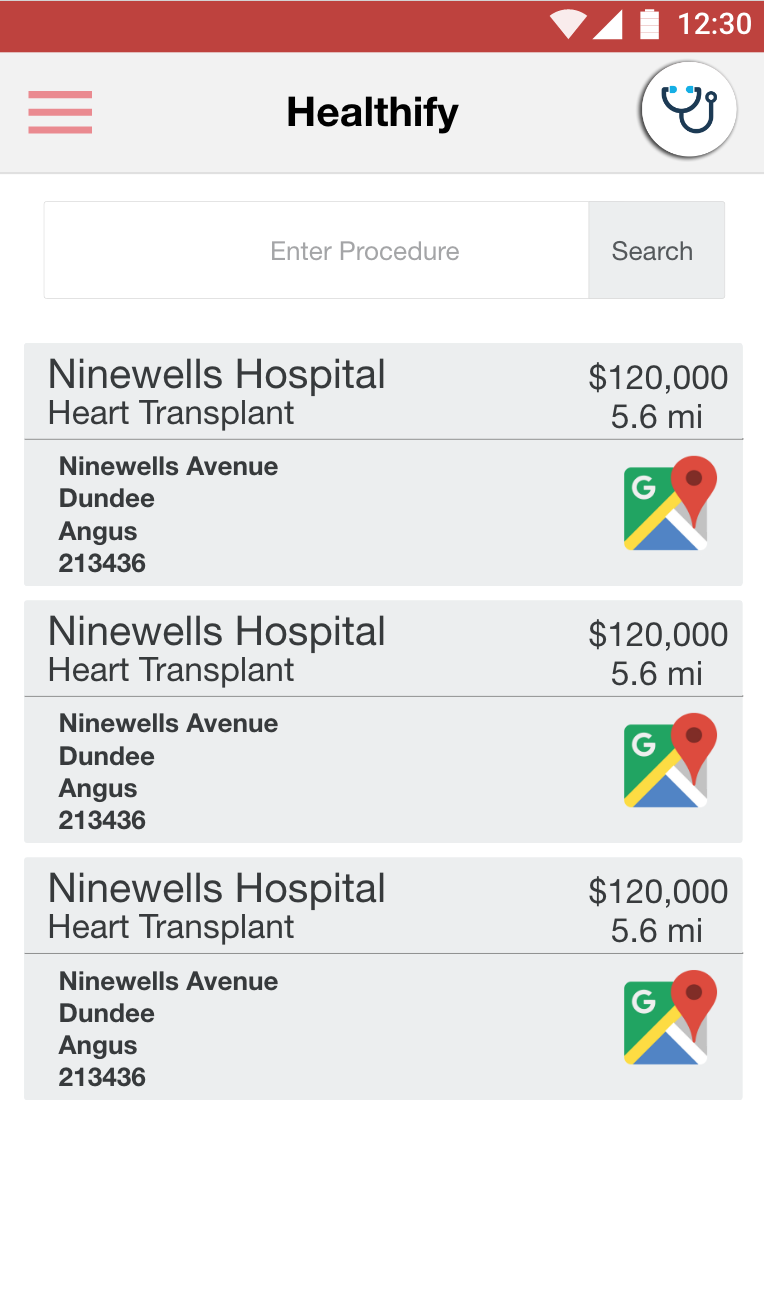 12:30
Healthify
Enter Procedure Search
Ninewells Hospital $120,000
Heart Transplant 5.6 mi
Ninewells Avenue
Dundee
Angus
213436
G
Ninewells Hospital $120,000
Heart Transplant 5.6 mi
Ninewells Avenue
Dundee
Angus
213436
G
Ninewells Hospital $120,000
Heart Transplant 5.6 mi
Ninewells Avenue
Dundee
Angus
213436
G